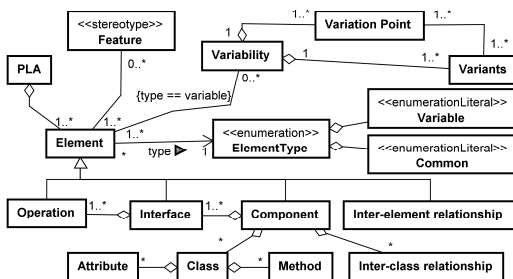 <<stereotype>>
Feature
1..*
Variation Point
1..*
1
PLA
0..*
Variability
1
1..*
1..*
Variants
0..*
{type == variable}
<<enumerationLiteral>>
Variable
1..*
1..*
1..*
Element
*
type
1
<<enumeration>>
ElementType
<<enumerationLiteral>>
Common
Operation
1..*
Interface
1..*
Component
Inter-element relationship
*
*
Attribute
*
Class
*
Method
Inter-class relationship